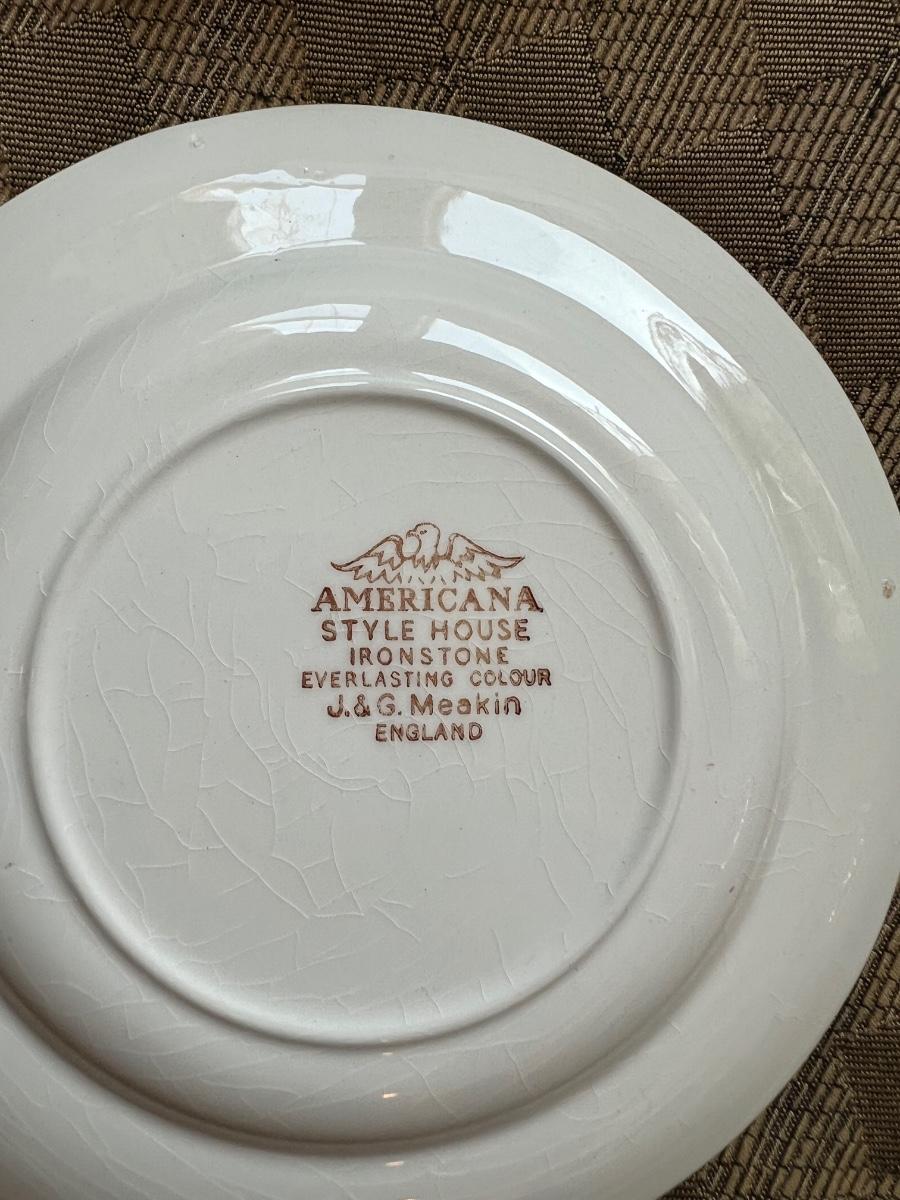 AMERICANA
STYLE HOUSE
IRONSTONE
EVERLASTING COLOUR
J.&G. Meakin
ENGLAND